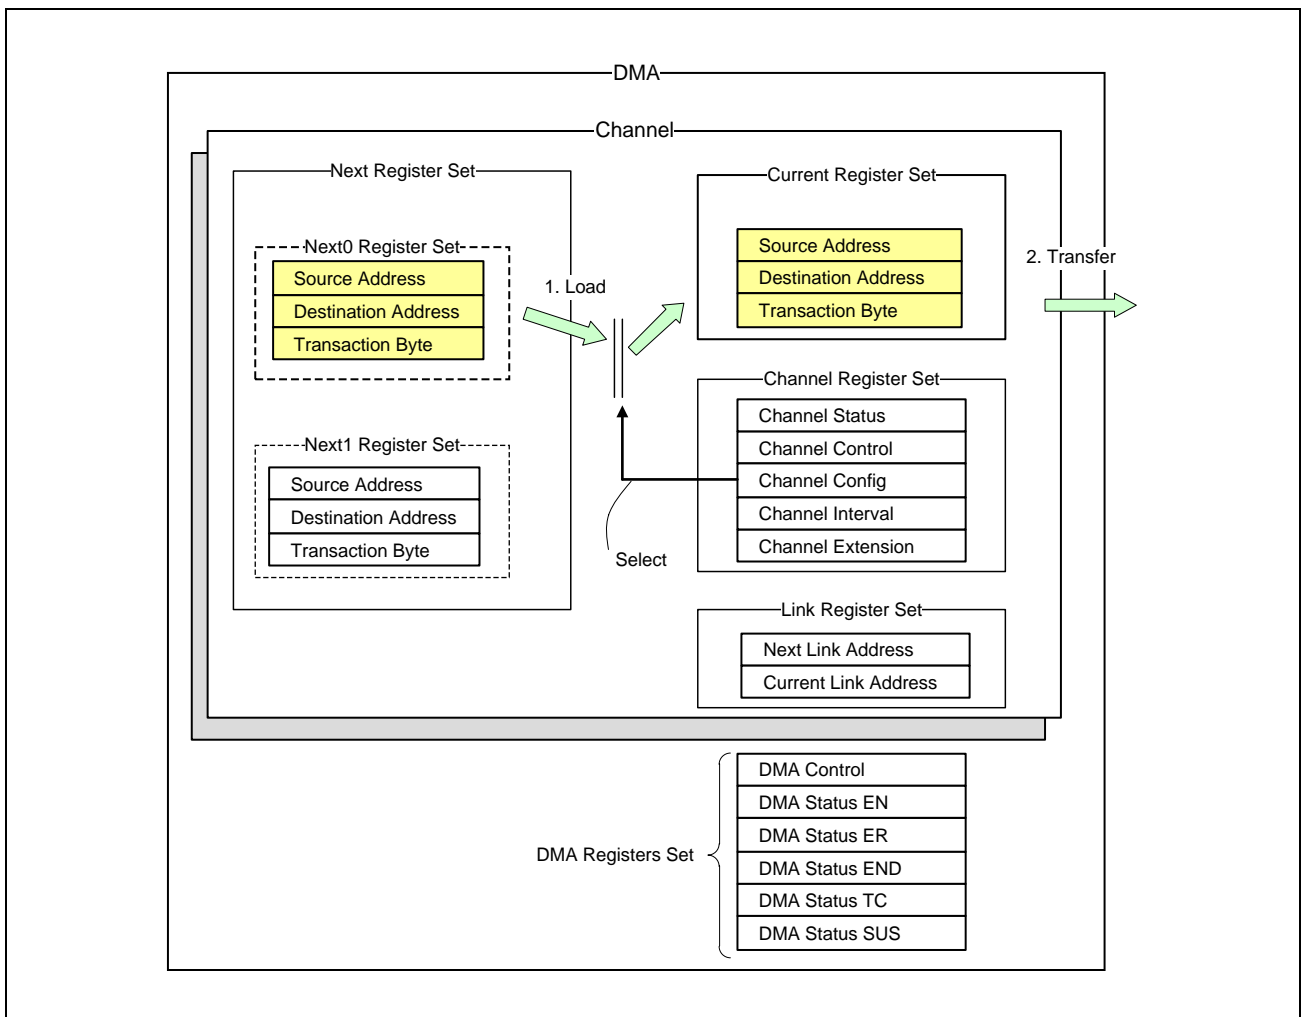 DMA
Channel
Next Register Set
Next0 Register Set
Source Address
Destination Address
Transaction Byte
Next1 Register Set
Source Address
Destination Address
Transaction Byte
1. Load
Select
Current Register Set
Source Address
Destination Address
Transaction Byte
2. Transfer
Channel Register Set
Channel Status
Channel Control
Channel Config
Channel Interval
Channel Extension
Link Register Set
Next Link Address
Current Link Address
DMA Registers Set
DMA Control
DMA Status EN
DMA Status ER
DMA Status END
DMA Status TC
DMA Status SUS